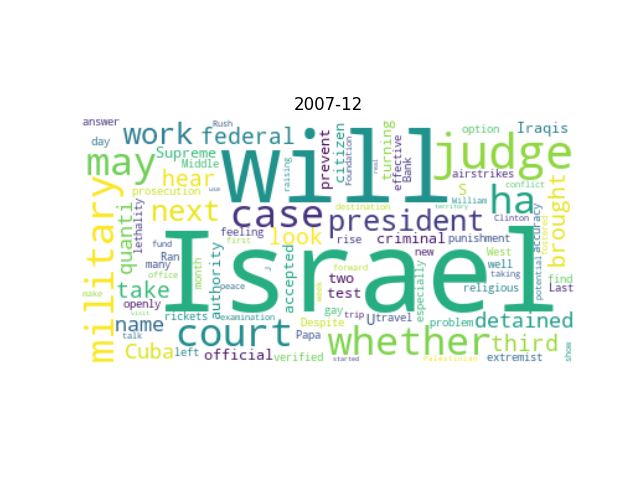 2007-12
answer
Rush
day
work
federal
Will
prevent
Foundation
citizen
turning
effective
Bank
option
Iraqis
judge
may
Supreme
Middle
hear
raising
real
airstrikes
conflict
prosecution
use
S
William
Clinton
territory
military
quanti
lethality
next
case
president
destination
ha
brought
accuracy
potential
feeling
first
look
rise
criminal
punishment
new
West
well
taking
religious
find
Last
Ran
many
fund
office
month
authority
peace
J
Israel
accepted
forward
two
test
week
especially
take
openly
make
visit
name
rickets
examination
gay
trip
U
travel
problem
detained
talk
court
Despite
Papa
whether
third
Cuba
left
official
verified
started
Palestinian
extremist
show